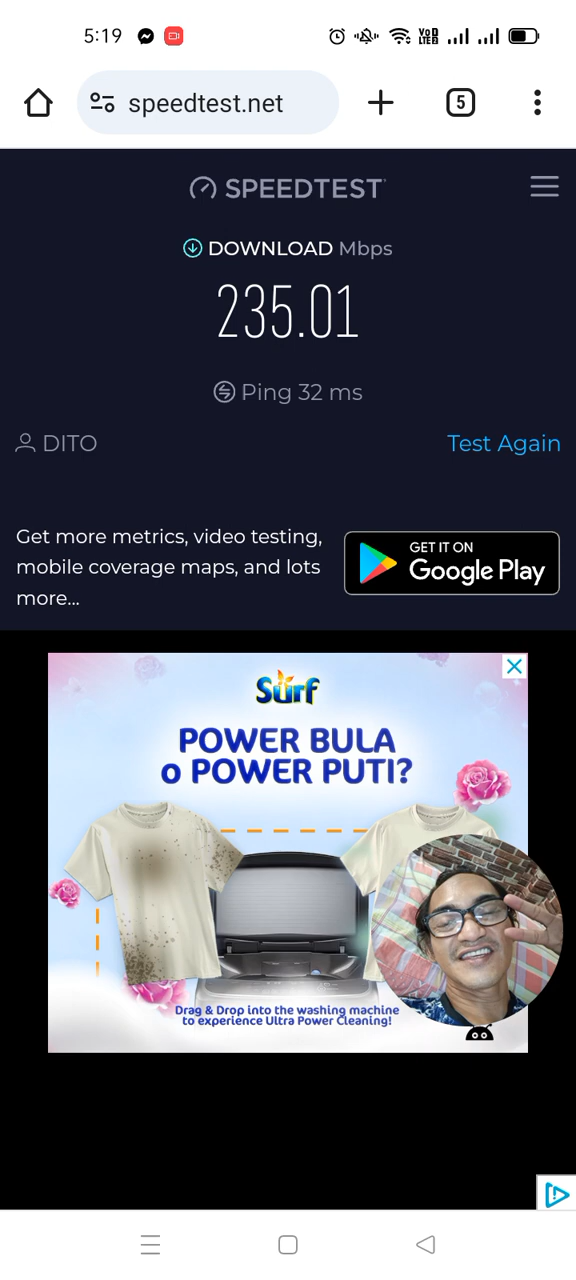 5:19
VoD
LTE2
speedtest.net
5
SPEEDTEST
DOWNLOAD Mbps
235.01
Ping 32 ms
DITO
Test Again
Get more metrics, video testing,
mobile coverage maps, and lots
more...
GET IT ON
Google Play
Surf
POWER BULA
o POWER PUTI?
Drag & Drop into the washing machine
to experience Ultra Power Cleaning!